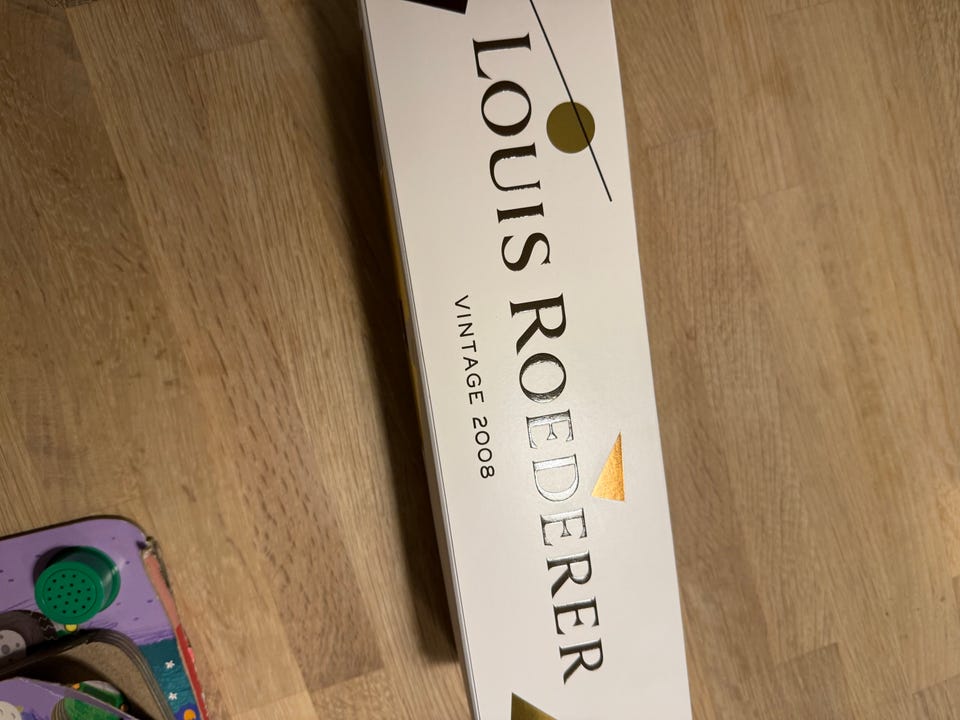 LOUIS ROEDERER
VINTAGE 2008